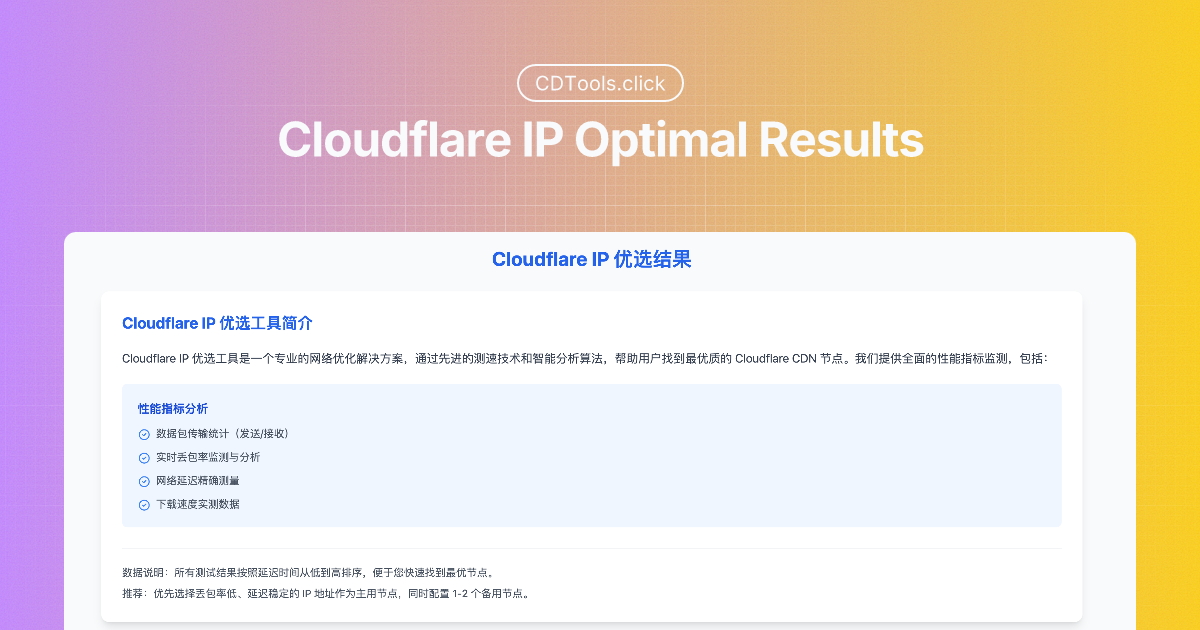 CDTools.click
Cloudflare IP Optimal Results
Cloudflare IP 优选结果
Cloudflare IP 优选工具简介
Cloudflare IP 优选工具是一个专业的网络优化解决方案，通过先进的测速技术和智能分析算法，帮助用户找到最优质的 Cloudflare CDN 节点。我们提供全面的性能指标监测，包括：
性能指标分析
数据包传输统计（发送/接收）
实时丢包率监测与分析
网络延迟精确测量
下载速度实测数据
数据说明：所有测试结果按照延迟时间从低到高排序，便于您快速找到最优节点。
推荐：优先选择丢包率低、延迟稳定的 IP 地址作为主用节点，同时配置 1-2 个备用节点。